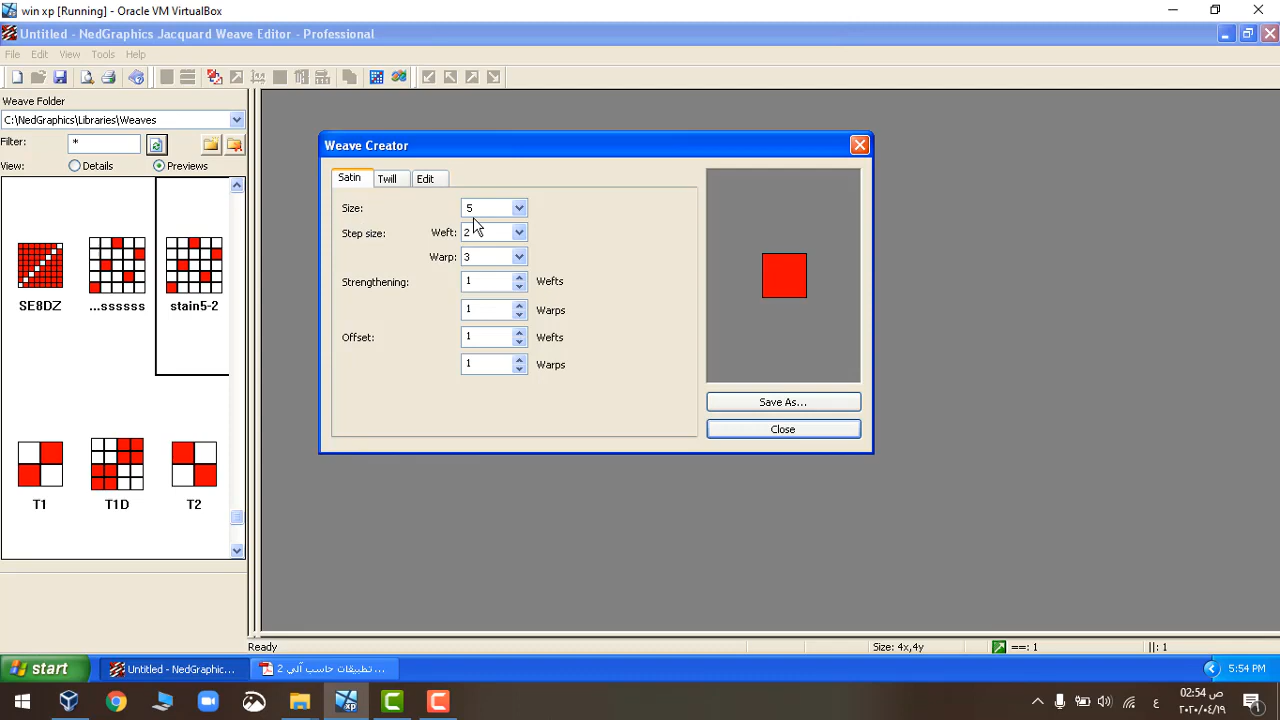 win xp [Running] - Oracle VM VirtualBox
Untitled - NedGraphics Jacquard Weave Editor - Professional
File Edit View Tools Help
Weave Folder
C:\NedGraphics\Libraries\Weaves
Filter: *
View: Details Previews
SE8DZ ...ssssss stain5-2
T1 T1D T2
Weave Creator
Satin Twill Edit
Size: 5
Step size: Weft: 2
Warp: 3
Strengthening: 1 Wefts
1 Warps
Offset: 1 Wefts
1 Warps
Save As...
Close
Ready Size: 4x,4y ==: 1 ||: 1
start Untitled - NedGraphic... تطبيقات حاسب آلي 2 ... 5:54 PM
xp ع 02:54 ص
٢٠٢٠/٠٤/١٩ 1